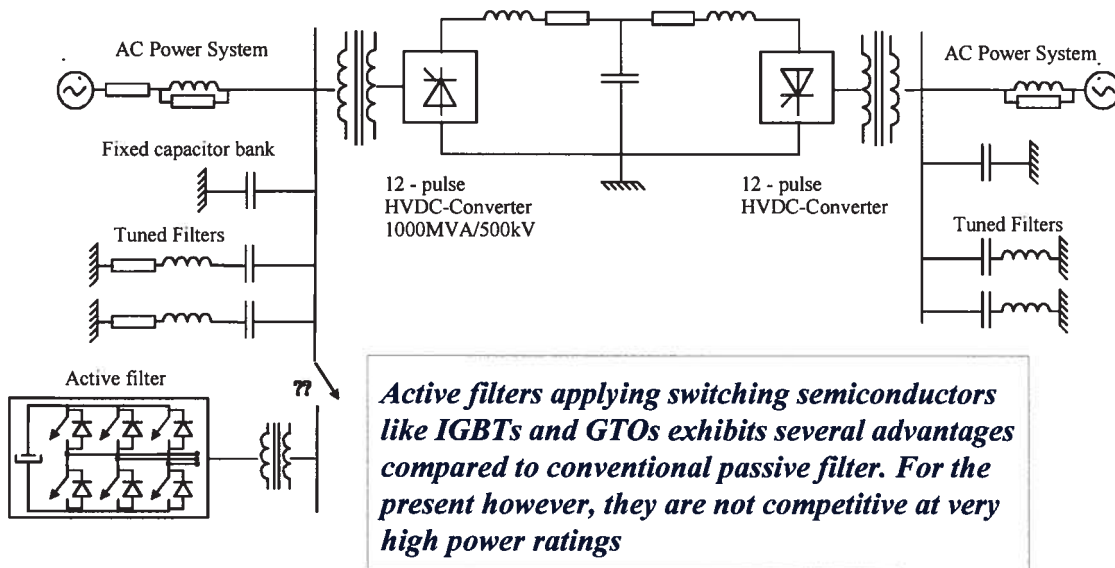 AC Power System
AC Power System
Fixed capacitor bank
12 - pulse
HVDC-Converter
1000MVA/500kV
12 - pulse
HVDC-Converter
Tuned Filters
Tuned Filters
Active filter
??
Active filters applying switching semiconductors
like IGBTs and GTOs exhibits several advantages
compared to conventional passive filter. For the
present however, they are not competitive at very
high power ratings